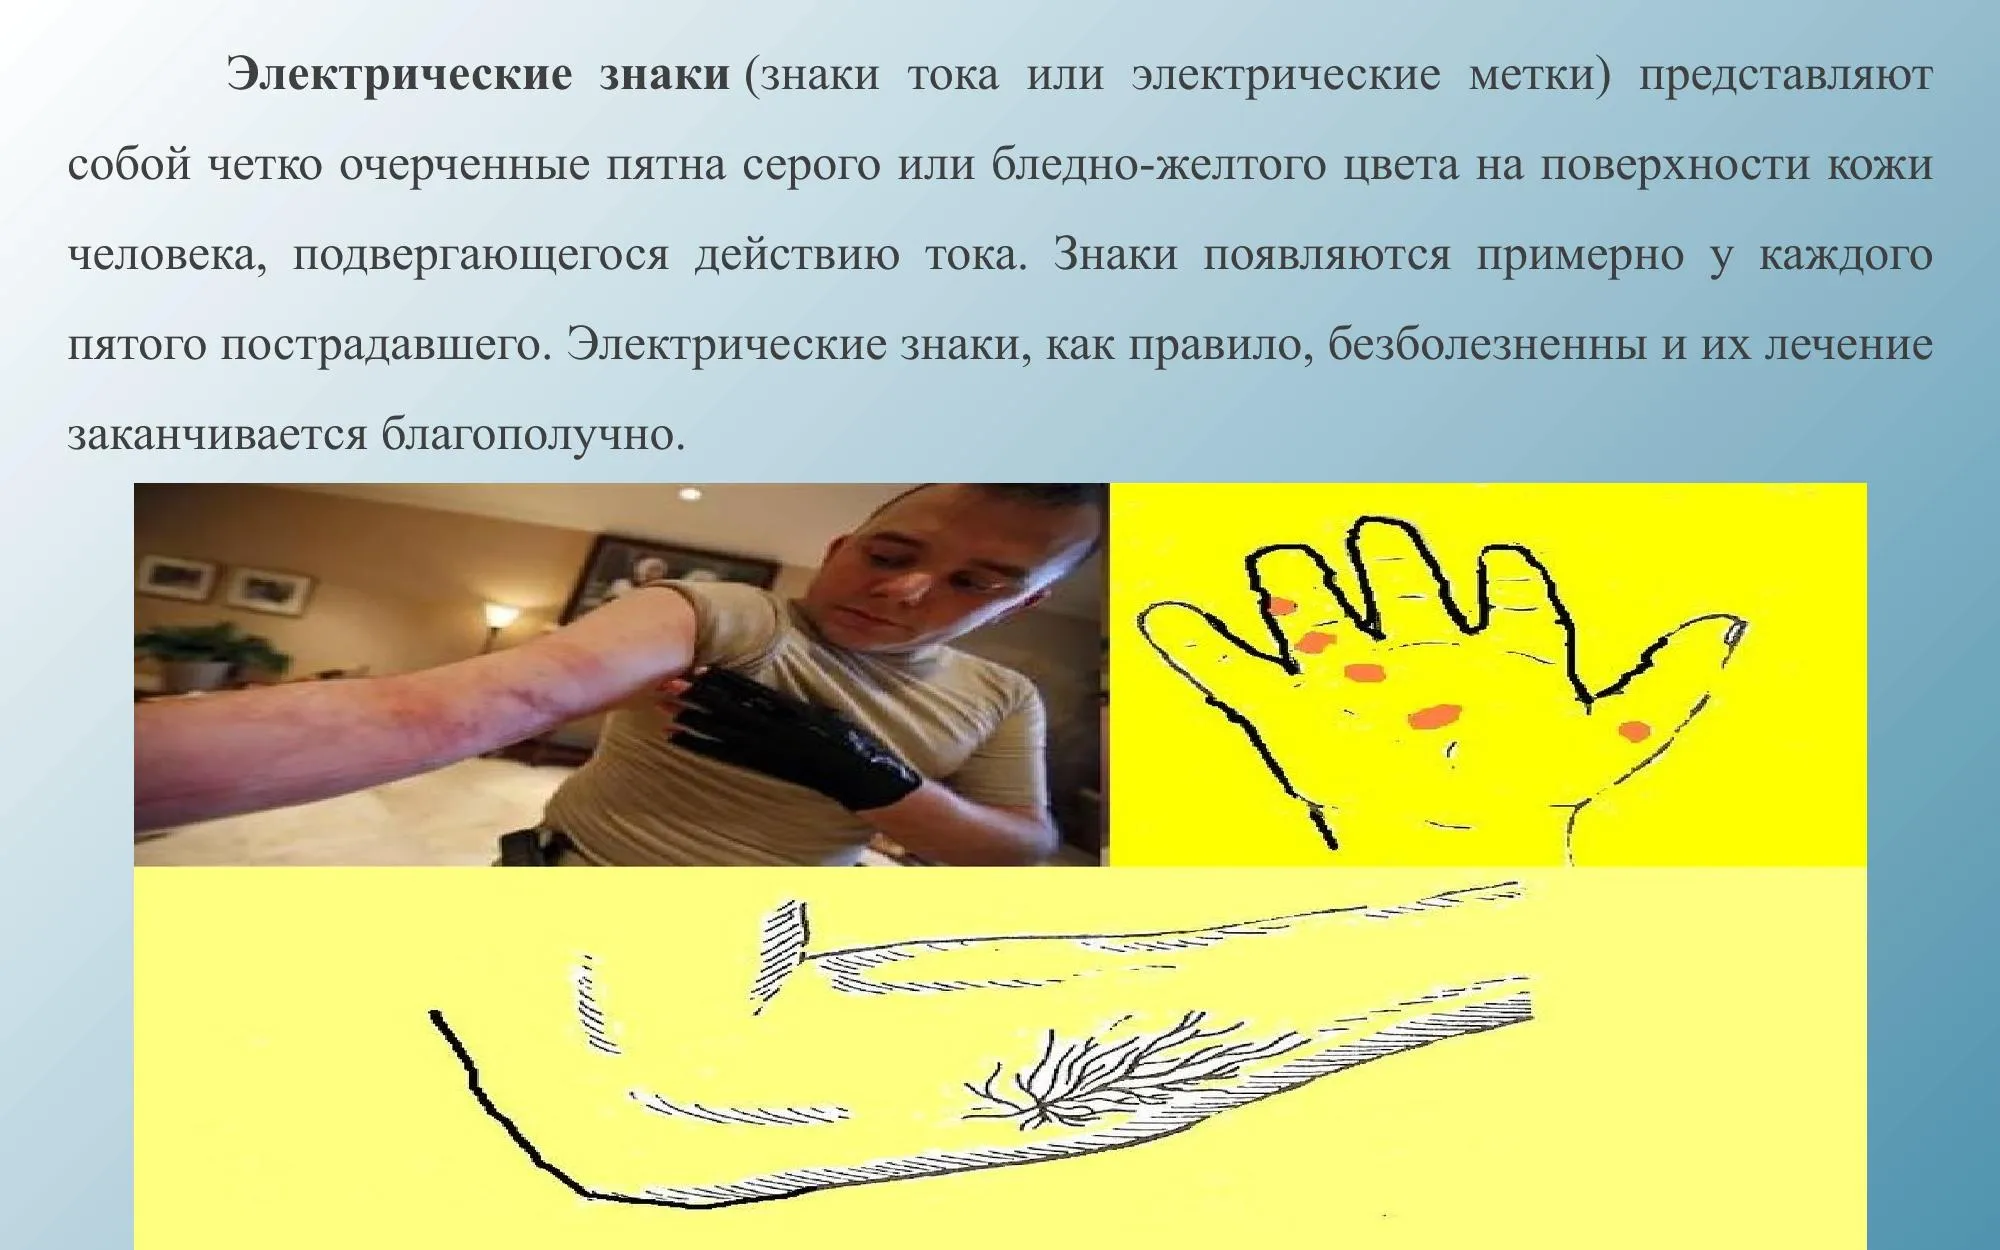 Электрические знаки (знаки тока или электрические метки) представляют
собой четко очерченные пятна серого или бледно-желтого цвета на поверхности кожи
человека, подвергающегося действию тока. Знаки появляются примерно у каждого
пятого пострадавшего. Электрические знаки, как правило, безболезненны и их лечение
заканчивается благополучно.